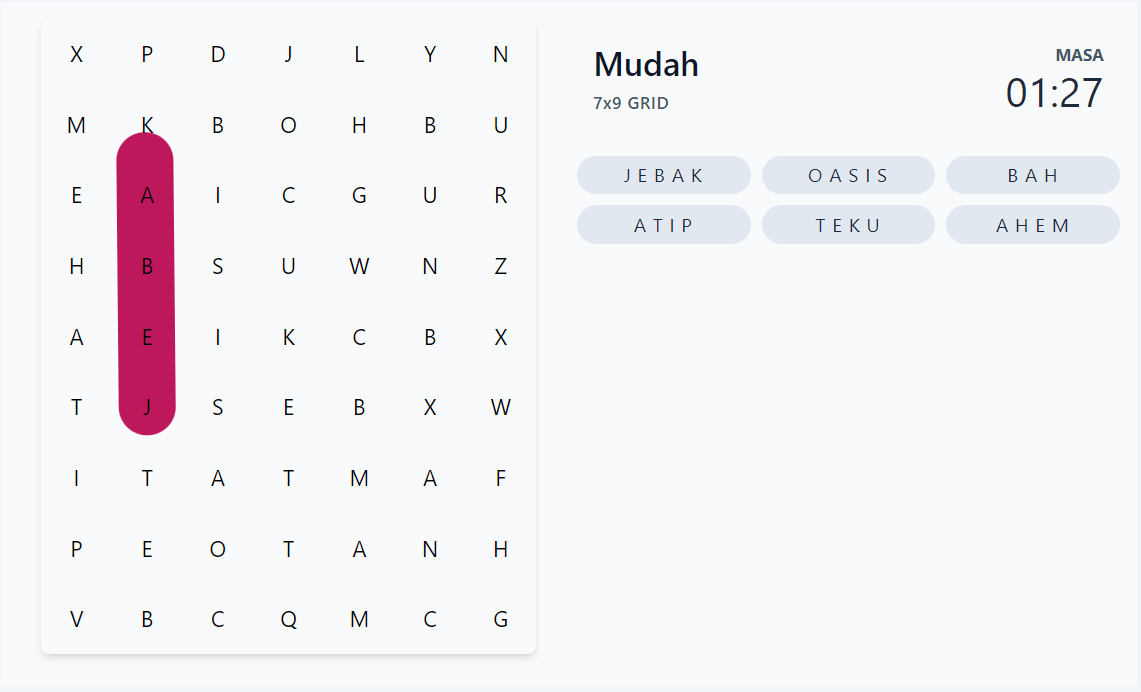 X P D J L Y N
M K B O H B U
E A I C G U R
H B S U W N Z
A E I K C B X
T J S E B X W
I T A T M A F
P E O T A N H
V B C Q M C G
Mudah
7x9 GRID
MASA
01:27
JEBAK OASIS BAH
ATIP TEKU AHEM